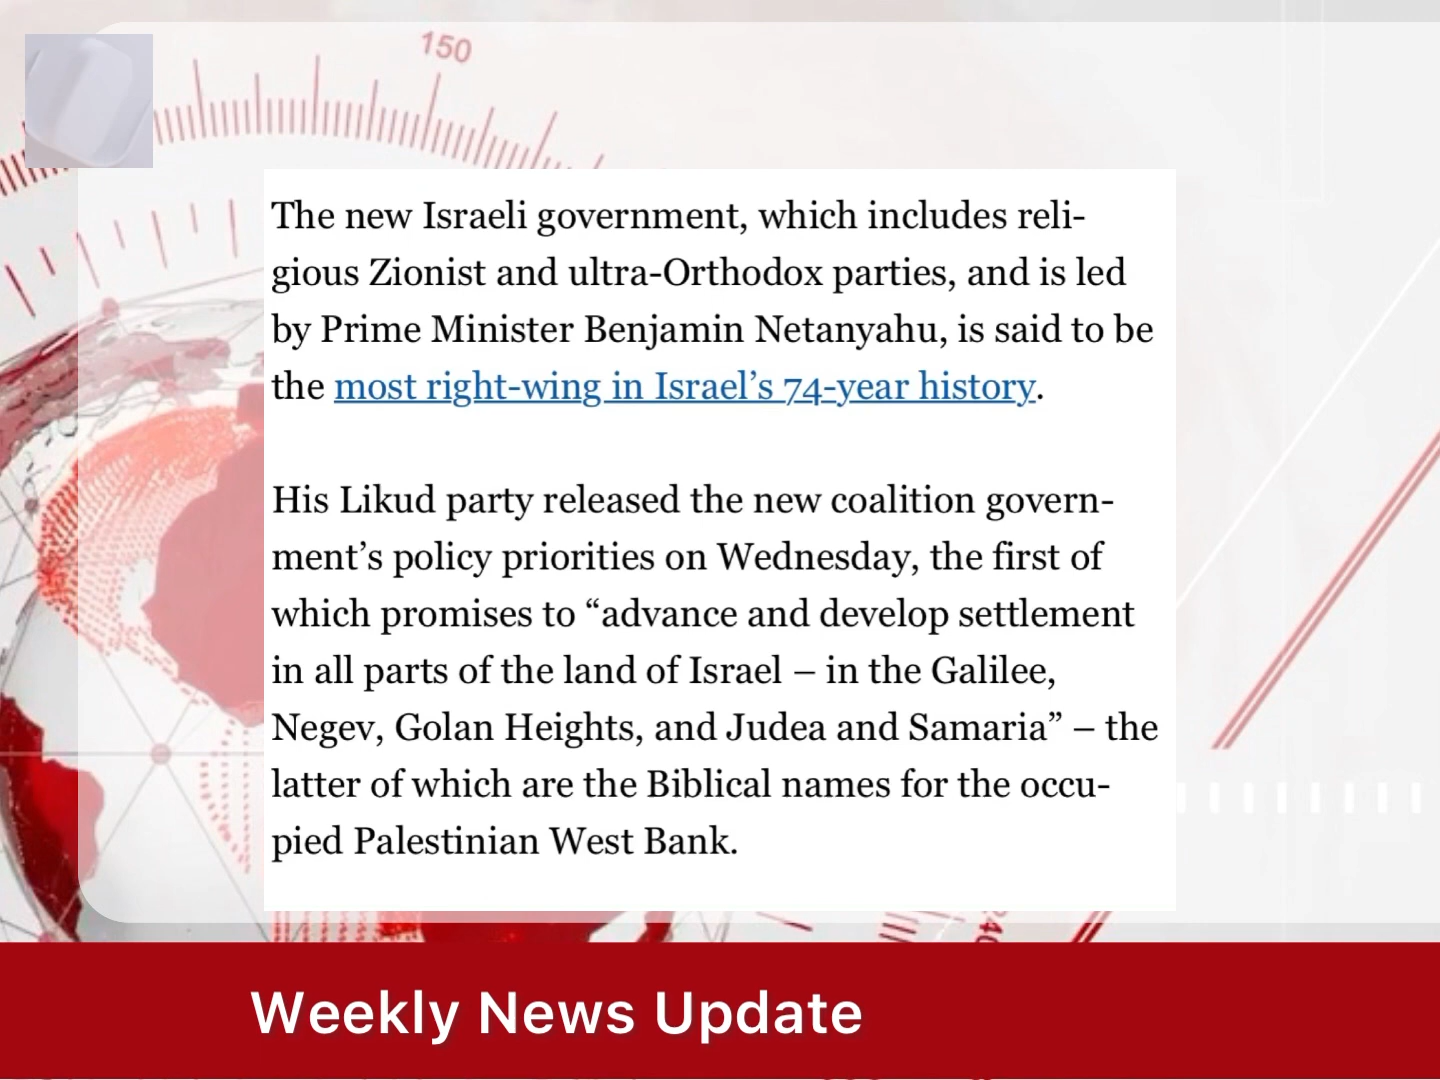 150
The new Israeli government, which includes reli-
gious Zionist and ultra-Orthodox parties, and is led
by Prime Minister Benjamin Netanyahu, is said to be
the most right-wing in Israel’s 74-year history.
His Likud party released the new coalition govern-
ment’s policy priorities on Wednesday, the first of
which promises to “advance and develop settlement
in all parts of the land of Israel – in the Galilee,
Negev, Golan Heights, and Judea and Samaria” – the
latter of which are the Biblical names for the occu-
pied Palestinian West Bank.
Weekly News Update